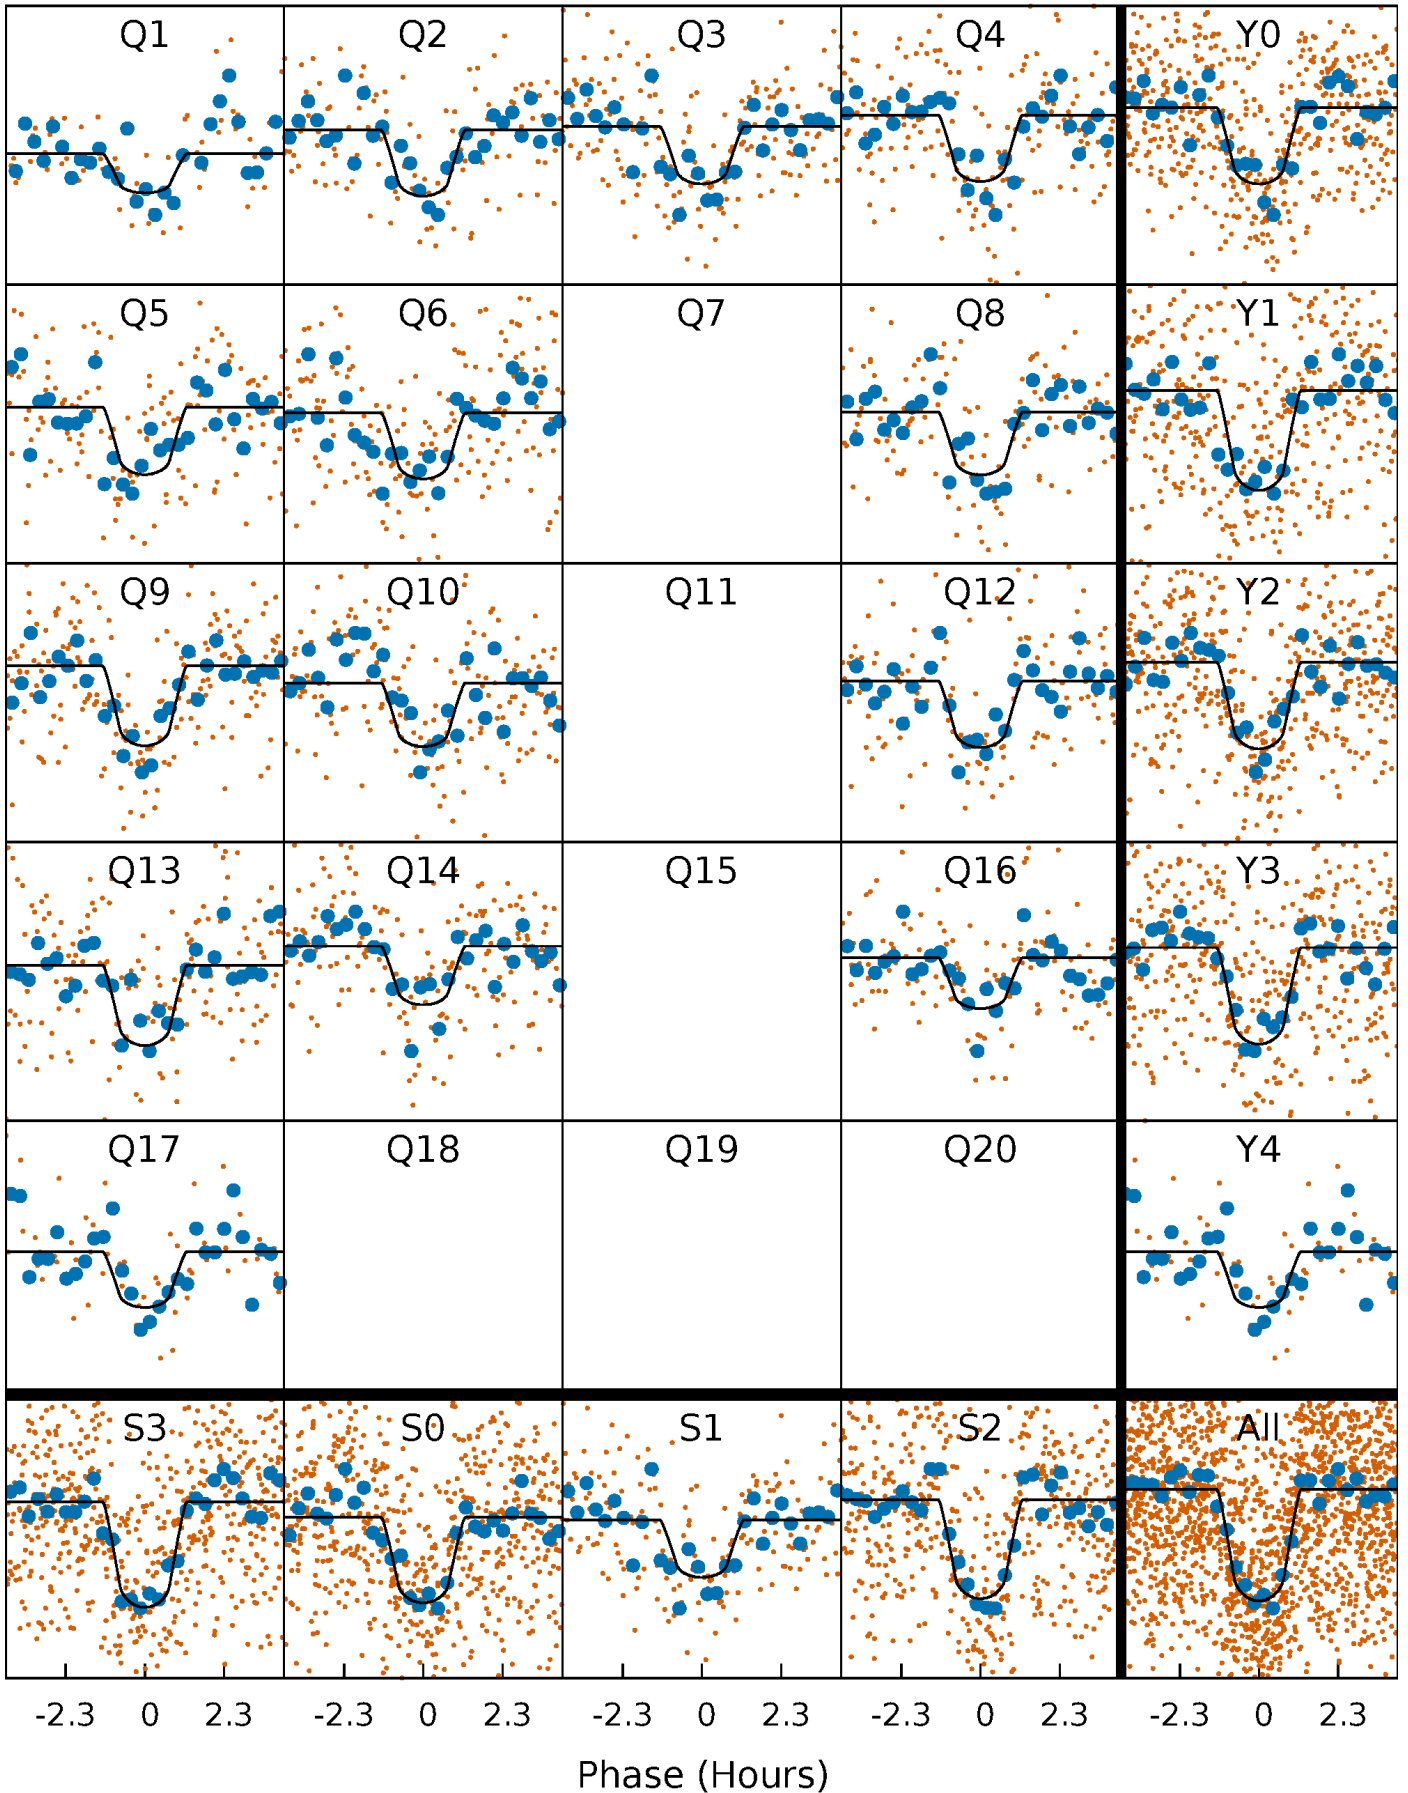 Q1 Q2 Q3 Q4 Y0
Q5 Q6 Q7 Q8 Y1
Q9 Q10 Q11 Q12 Y2
Q13 Q14 Q15 Q16 Y3
Q17 Q18 Q19 Q20 Y4
S3 S0 S1 S2 All
-2.3 0 2.3 -2.3 0 2.3 -2.3 0 2.3 -2.3 0 2.3 -2.3 0 2.3
Phase (Hours)